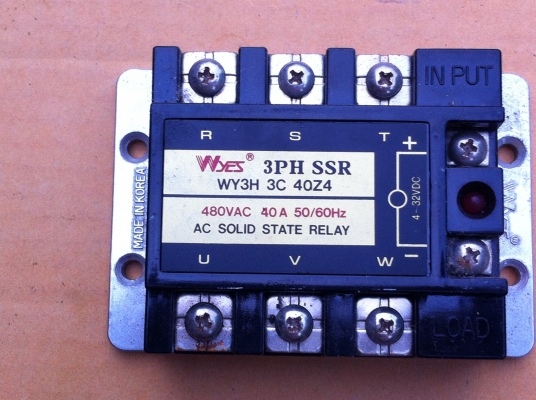 IN PUT
R S T +
Wyes® 3PH SSR
WY3H 3C 40Z4
480VAC 40A 50/60Hz
AC SOLID STATE RELAY
4-32VDC
U V W −
LOAD
MADE IN KOREA